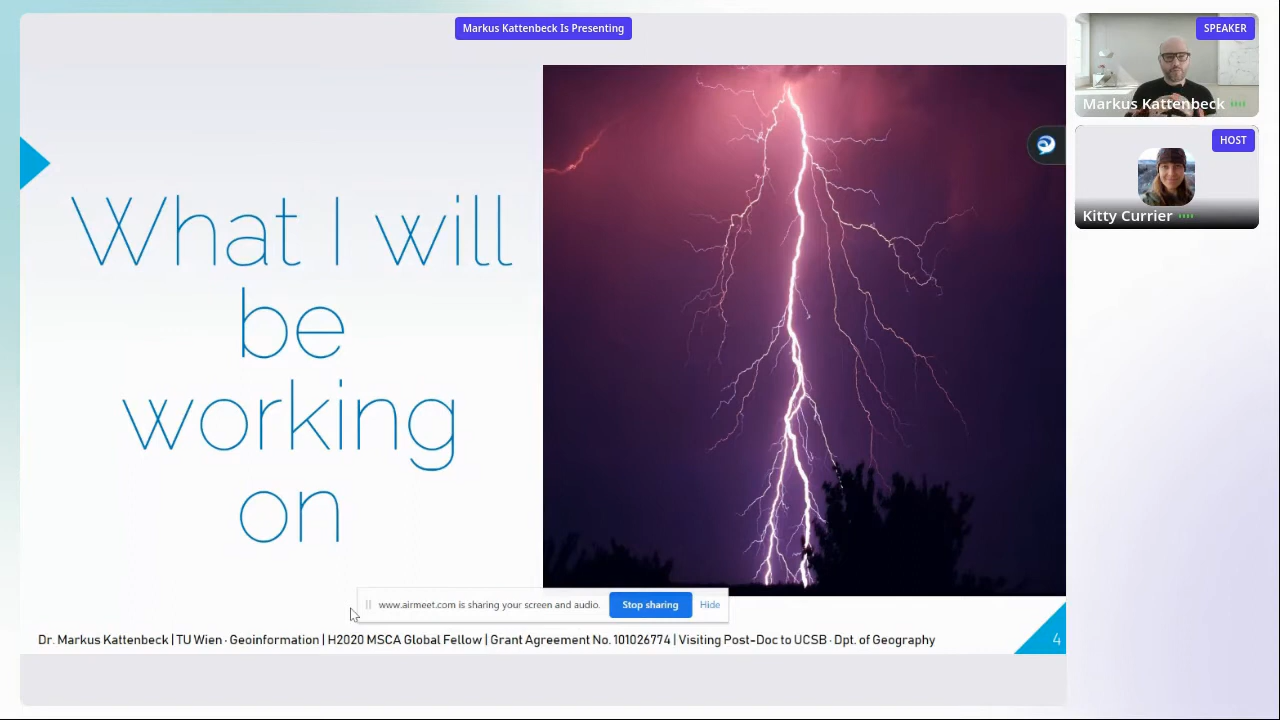 Markus Kattenbeck Is Presenting
SPEAKER
Markus Kattenbeck
HOST
Kitty Currier
What I will
be
working
on
www.airmeet.com is sharing your screen and audio. Stop sharing Hide
Dr. Markus Kattenbeck | TU Wien · Geoinformation | H2020 MSCA Global Fellow | Grant Agreement No. 101026774 | Visiting Post-Doc to UCSB · Dpt. of Geography
4